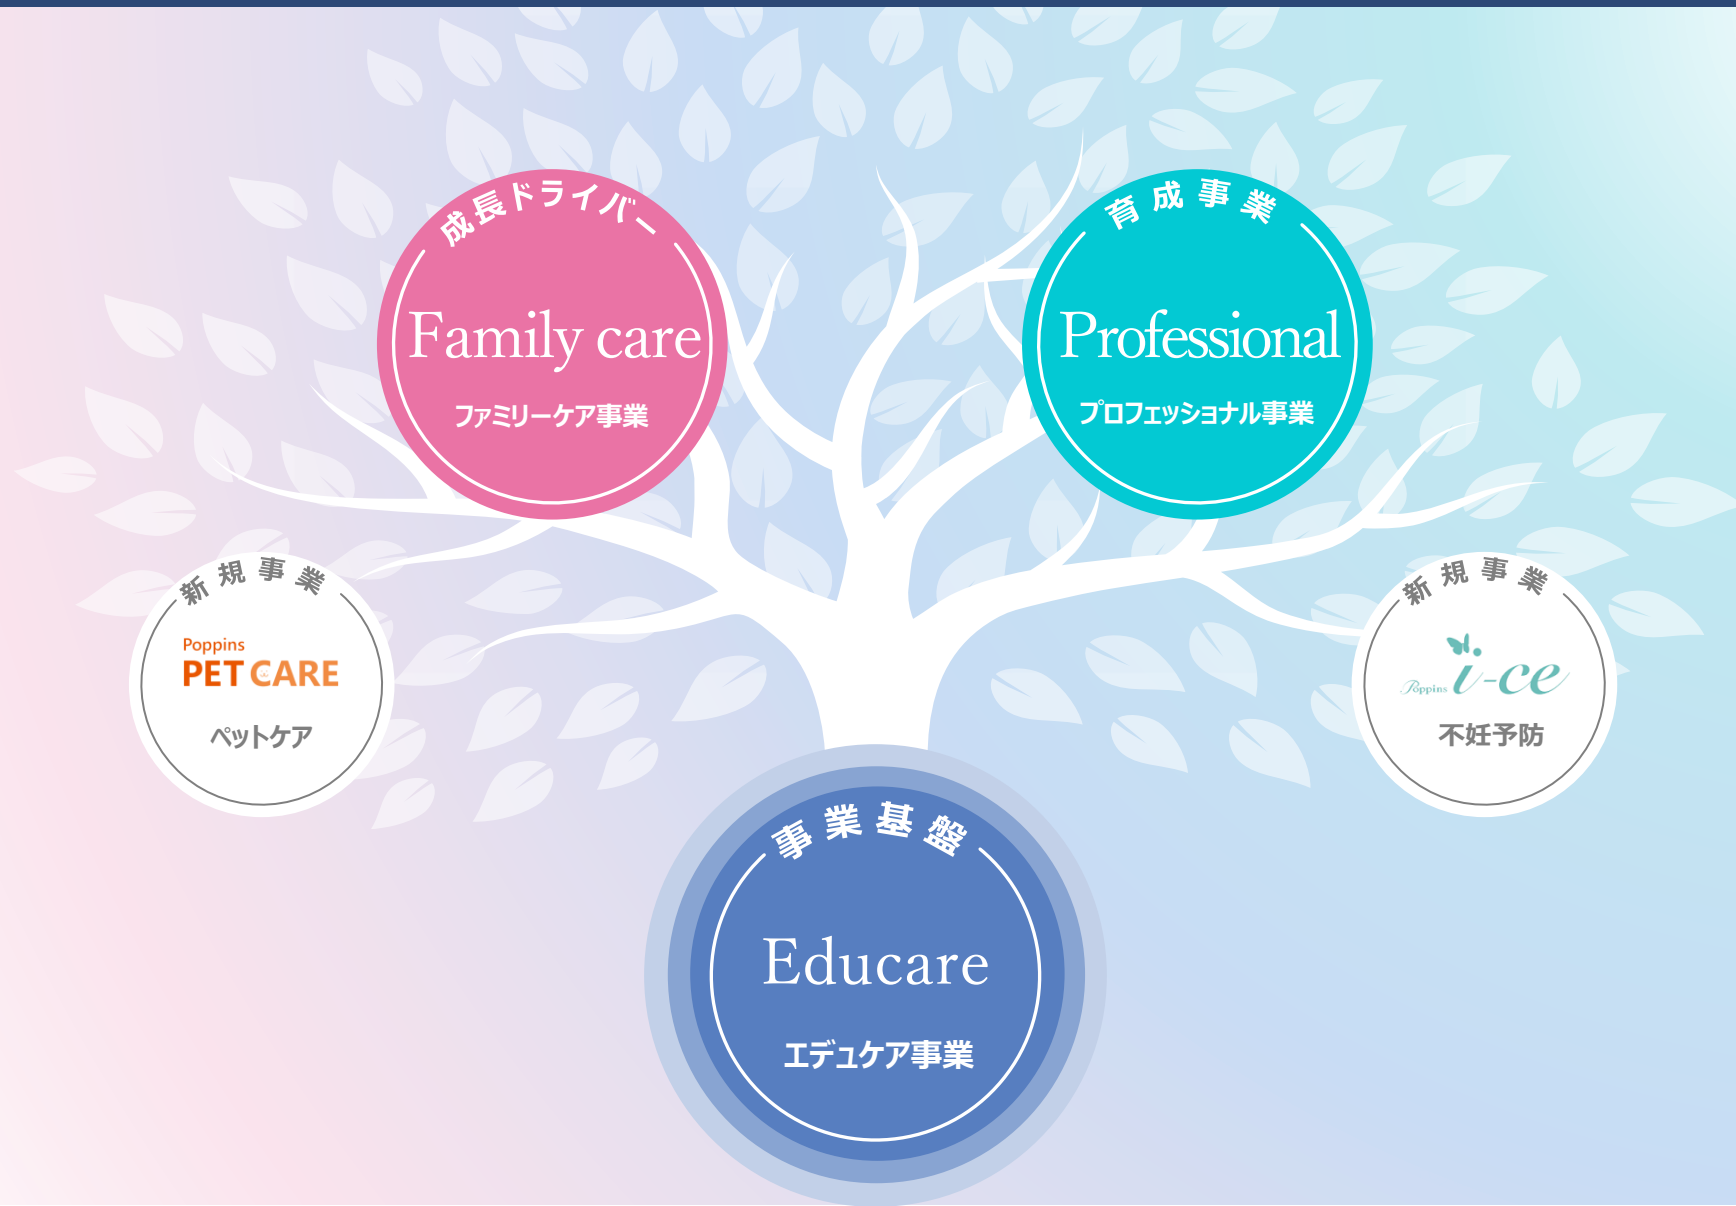 成長ドライバー
Family care
ファミリーケア事業
育成事業
Professional
プロフェッショナル事業
新規事業
Poppins
PET CARE
ペットケア
新規事業
Poppins i-ce
不妊予防
事業基盤
Educare
エデュケア事業